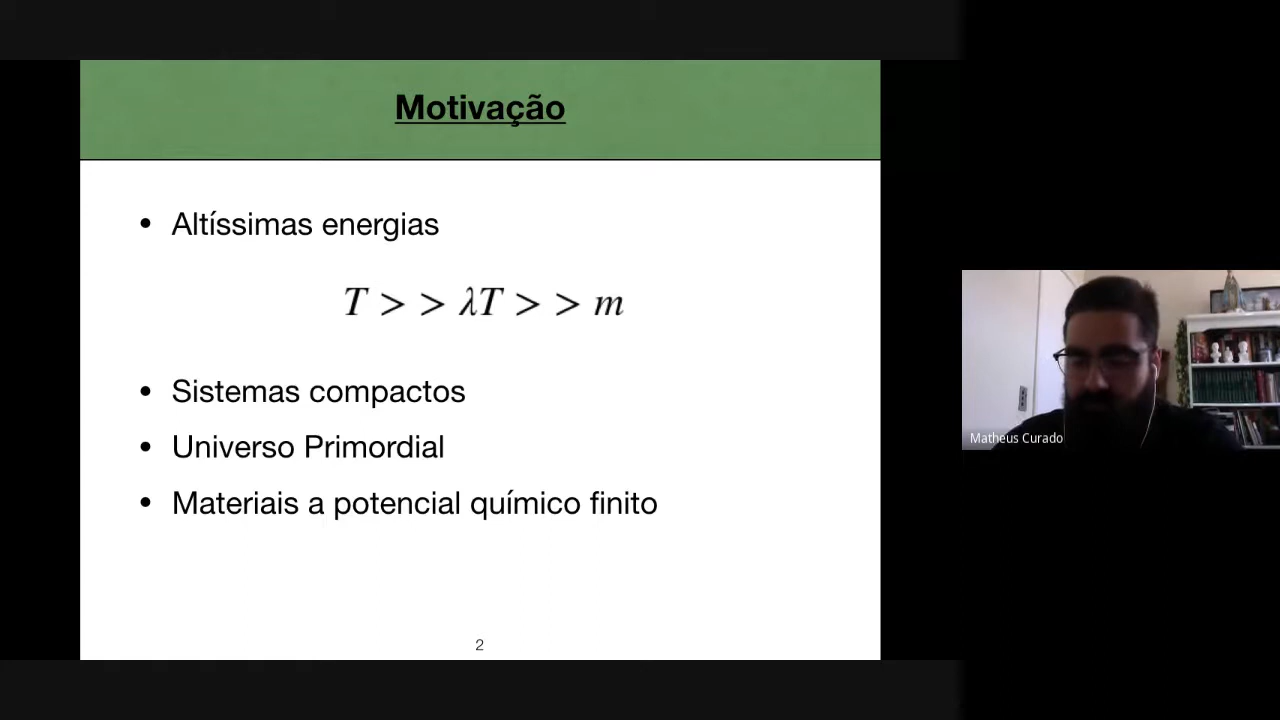 Motivação
• Altíssimas energias
T > > λT > > m
• Sistemas compactos
• Universo Primordial
• Materiais a potencial químico finito
2
Matheus Curado